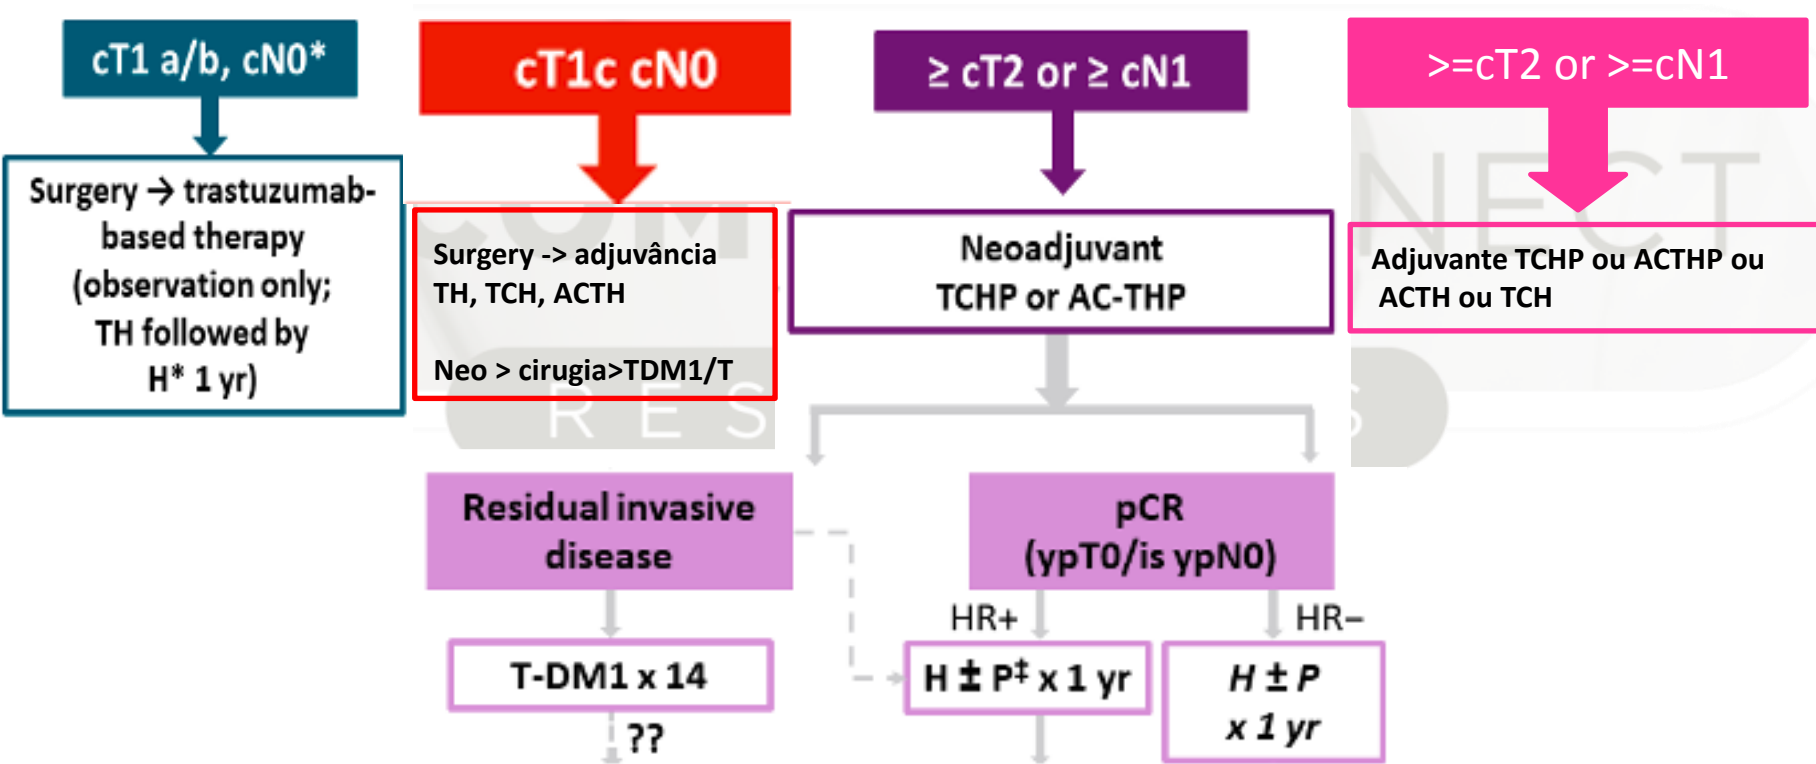 cT1 a/b, cN0*
Surgery → trastuzumab-
based therapy
(observation only;
TH followed by
H* 1 yr)
cT1c cN0
Surgery -> adjuvância
TH, TCH, ACTH
Neo > cirugia>TDM1/T
≥ cT2 or ≥ cN1
Neoadjuvant
TCHP or AC-THP
>=cT2 or >=cN1
Adjuvante TCHP ou ACTHP ou
ACTH ou TCH
Residual invasive
disease
T-DM1 x 14
??
pCR
(ypT0/is ypN0)
HR+
HR−
H ± P‡ x 1 yr
H ± P
x 1 yr